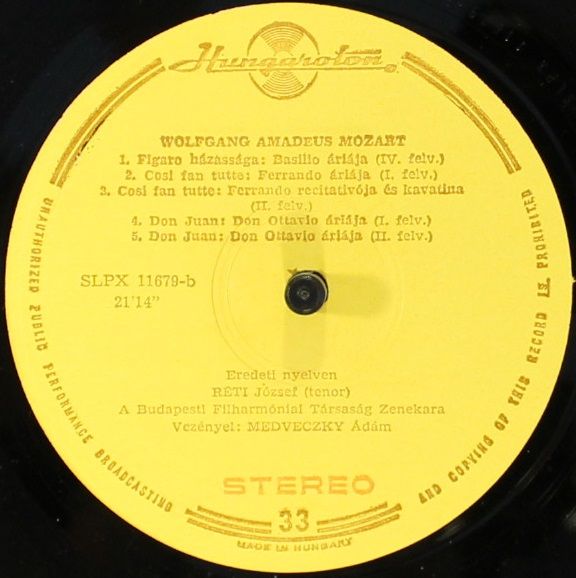 Hungaroton
WOLFGANG AMADEUS MOZART
1. Figaro házassága: Basilio áriája (IV. felv.)
2. Cosi fan tutte: Ferrando áriája (I. felv.)
3. Cosi fan tutte: Ferrando recitativója és kavatina
(II. felv.)
4. Don Juan: Don Ottavio áriája (I. felv.)
5. Don Juan: Don Ottavio áriája (II. felv.)
SLPX 11679-b
21'14”
Eredeti nyelven
RÉTI József (tenor)
A Budapesti Filharmóniai Társaság Zenekara
Vezényel: MEDVECZKY Ádám
STEREO
33
MADE IN HUNGARY
UNAUTHORIZED PUBLIC PERFORMANCE BROADCASTING AND COPYING OF THIS RECORD IS PROHIBITED